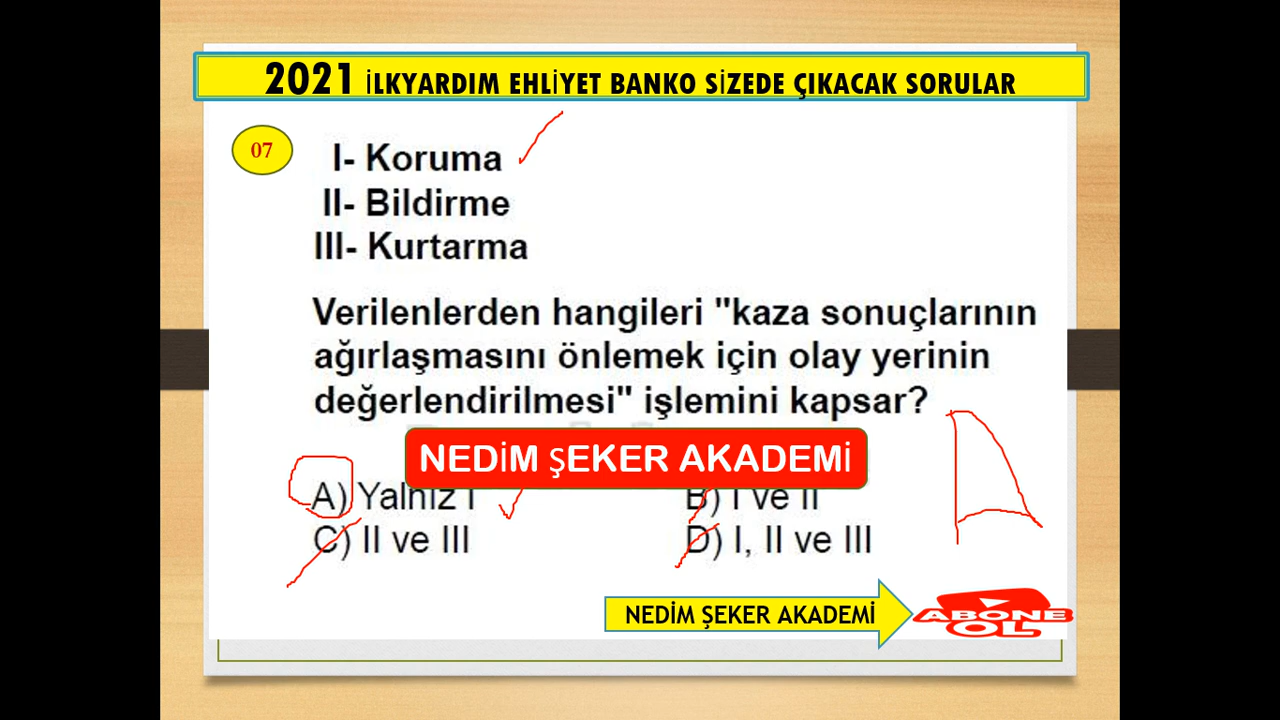 2021 İLKYARDIM EHLİYET BANKO SİZEDE ÇIKACAK SORULAR
07
I- Koruma
II- Bildirme
III- Kurtarma
Verilenlerden hangileri "kaza sonuçlarının
ağırlaşmasını önlemek için olay yerinin
değerlendirilmesi" işlemini kapsar?
NEDİM ŞEKER AKADEMİ
A) Yalnız I
B) I ve II
C) II ve III
D) I, II ve III
NEDİM ŞEKER AKADEMİ
ABONE
OL